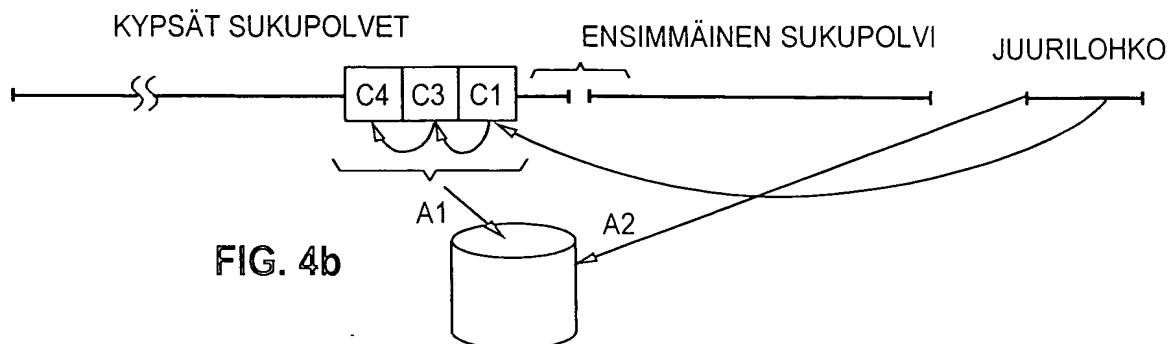 KYPSÄT SUKUPOLVET
ENSIMMÄINEN SUKUPOLVI
JUURILOHKO
C4 C3 C1
A1
A2
FIG. 4b